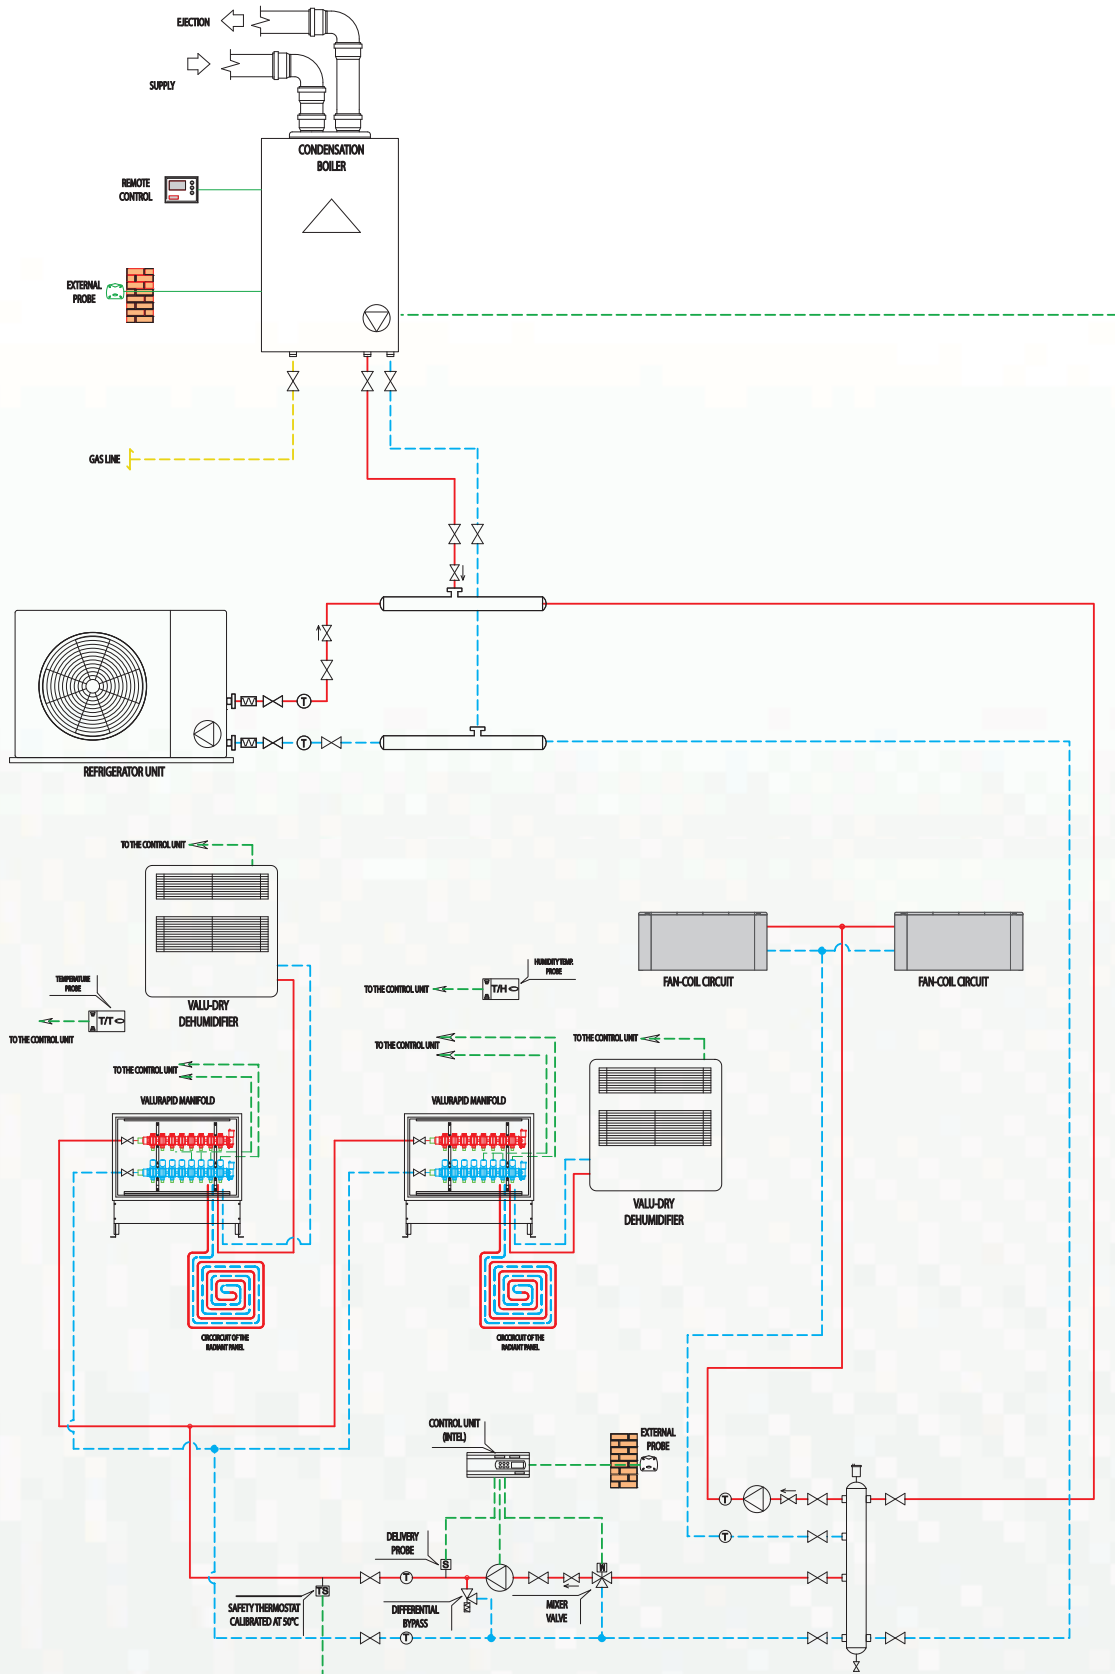 EJECTION
SUPPLY
CONDENSATION
BOILER
REMOTE
CONTROL
EXTERNAL
PROBE
GAS LINE
T
T
REFRIGERATOR UNIT
TO THE CONTROL UNIT
TEMPERATURE
PROBE
T/T
TO THE CONTROL UNIT
VALU-DRY
DEHUMIDIFIER
HUMIDITY TEMP.
PROBE
TO THE CONTROL UNIT
T/H
FAN-COIL CIRCUIT
FAN-COIL CIRCUIT
TO THE CONTROL UNIT
TO THE CONTROL UNIT
TO THE CONTROL UNIT
VALURAPID MANIFOLD
VALURAPID MANIFOLD
VALU-DRY
DEHUMIDIFIER
CIRCCIRCUIT OF THE
RADIANT PANEL
CIRCCIRCUIT OF THE
RADIANT PANEL
CONTROL UNIT
(INTEL)
EXTERNAL
PROBE
T
T
DELIVERY
PROBE
S
M
T
TS
SAFETY THERMOSTAT
CALIBRATED AT 50°C
DIFFERENTIAL
BYPASS
MIXER
VALVE
T